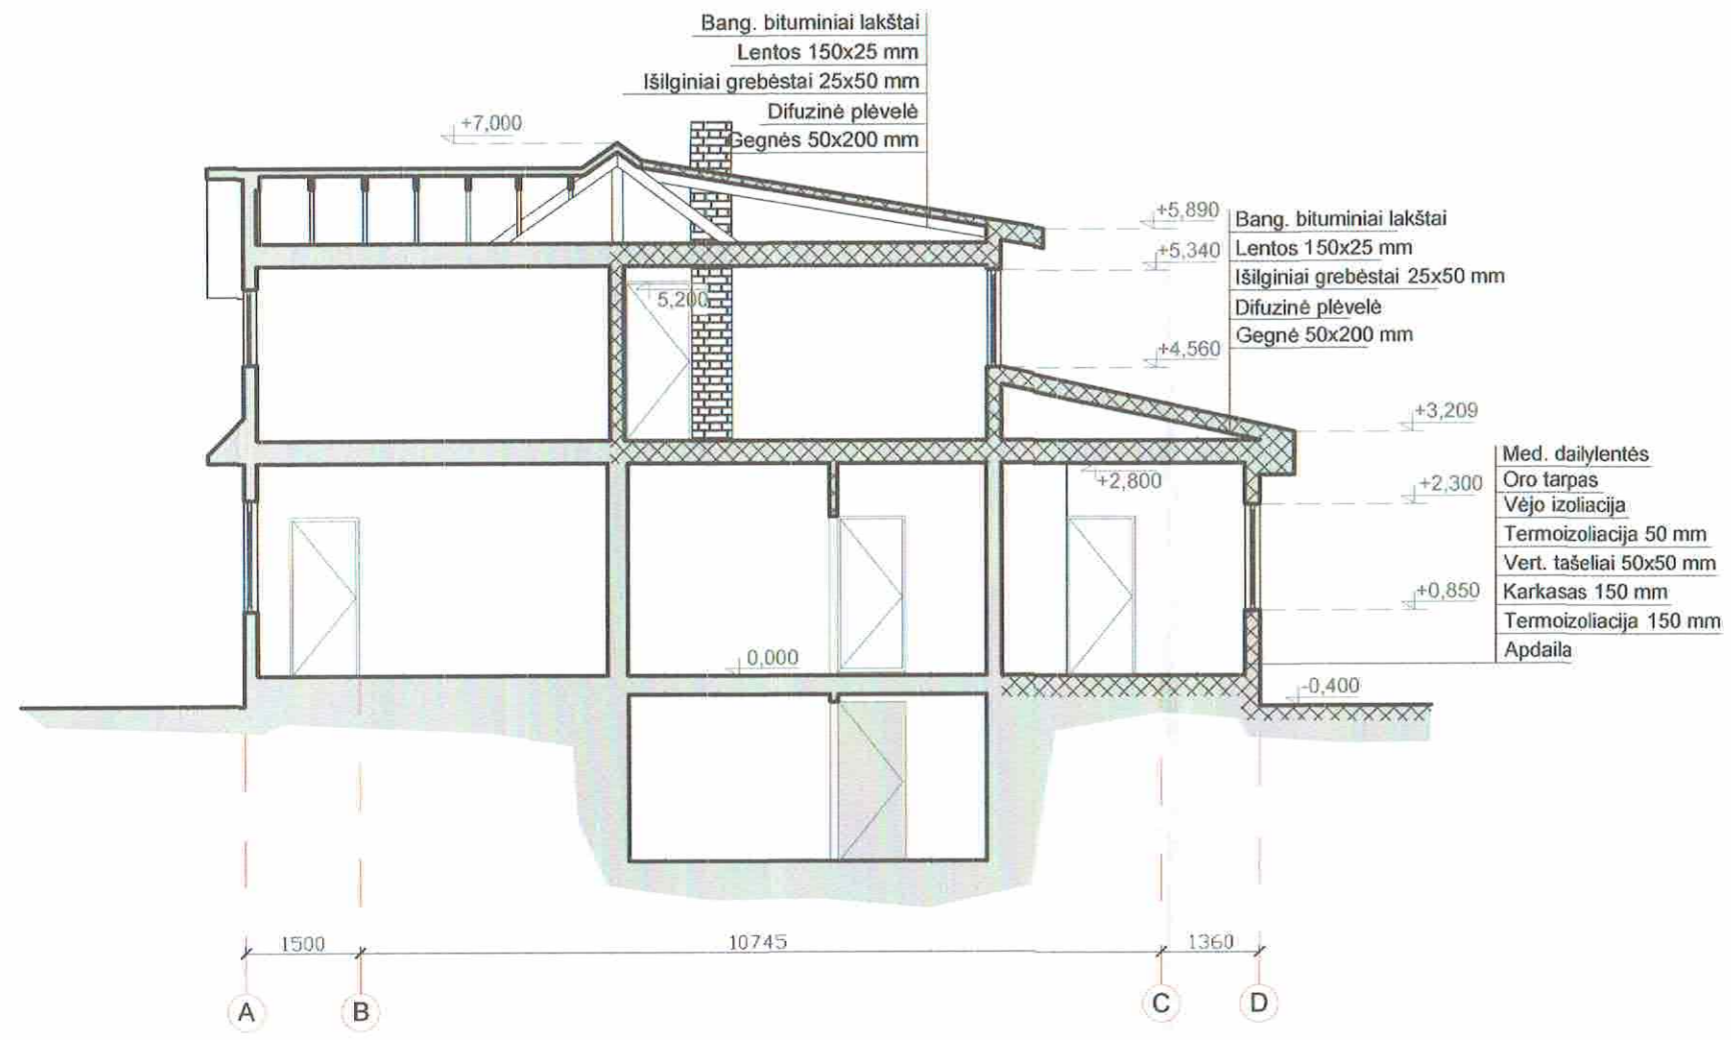 Bang. bituminiai lakštai
Lentos 150x25 mm
Išilginiai grebėstai 25x50 mm
Difuzinė plėvelė
Gegnės 50x200 mm
+7,000
+5,890
+5,340
Bang. bituminiai lakštai
Lentos 150x25 mm
Išilginiai grebėstai 25x50 mm
Difuzinė plėvelė
Gegnė 50x200 mm
5,200
+4,560
+3,209
+2,800
+2,300
Med. dailylentės
Oro tarpas
Vėjo izoliacija
Termoizoliacija 50 mm
Vert. tašeliai 50x50 mm
Karkasas 150 mm
Termoizoliacija 150 mm
Apdaila
+0,850
0,000
-0,400
1500
10745
1360
A
B
C
D